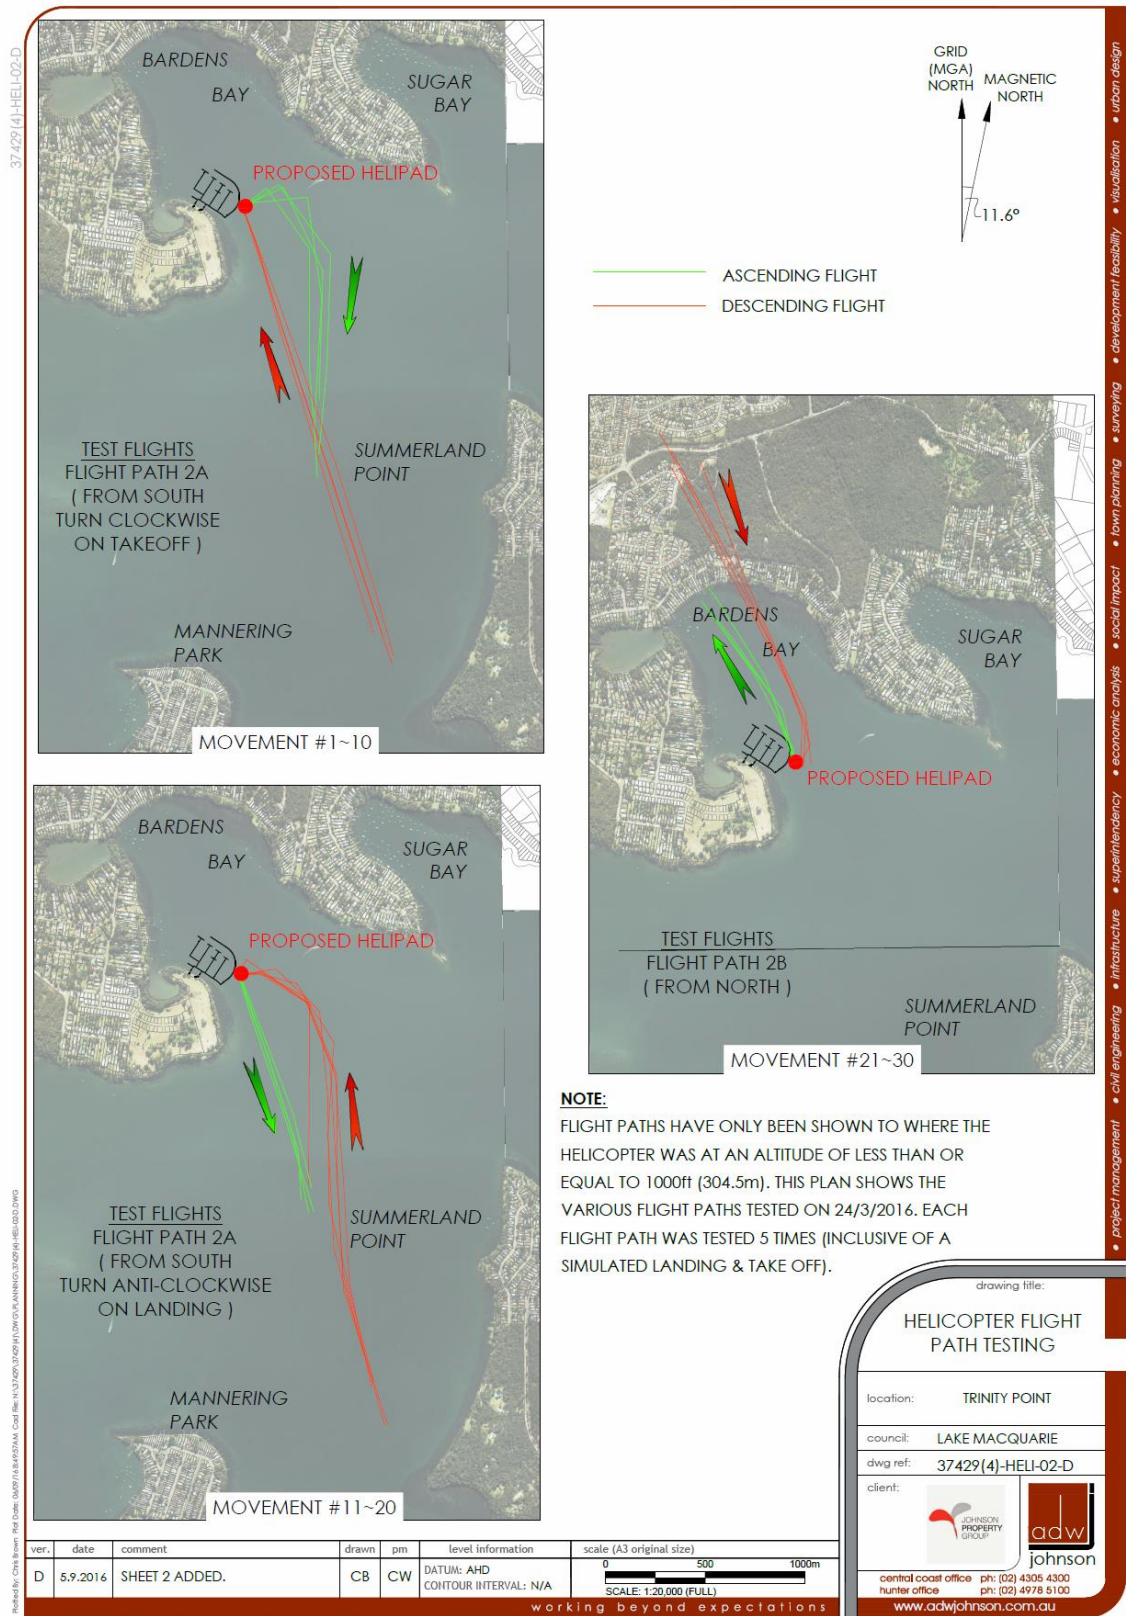 37429(4)-HELI-02-D
BARDENS
BAY
SUGAR
BAY
PROPOSED HELIPAD
TEST FLIGHTS
FLIGHT PATH 2A
( FROM SOUTH
TURN CLOCKWISE
ON TAKEOFF )
SUMMERLAND
POINT
MANNERING
PARK
MOVEMENT #1~10
GRID
(MGA)
NORTH
MAGNETIC
NORTH
11.6°
ASCENDING FLIGHT
DESCENDING FLIGHT
BARDENS
BAY
SUGAR
BAY
PROPOSED HELIPAD
TEST FLIGHTS
FLIGHT PATH 2B
( FROM NORTH )
SUMMERLAND
POINT
MOVEMENT #21~30
BARDENS
BAY
SUGAR
BAY
PROPOSED HELIPAD
TEST FLIGHTS
FLIGHT PATH 2A
( FROM SOUTH
TURN ANTI-CLOCKWISE
ON LANDING )
SUMMERLAND
POINT
MANNERING
PARK
MOVEMENT #11~20
NOTE:
FLIGHT PATHS HAVE ONLY BEEN SHOWN TO WHERE THE
HELICOPTER WAS AT AN ALTITUDE OF LESS THAN OR
EQUAL TO 1000ft (304.5m). THIS PLAN SHOWS THE
VARIOUS FLIGHT PATHS TESTED ON 24/3/2016. EACH
FLIGHT PATH WAS TESTED 5 TIMES (INCLUSIVE OF A
SIMULATED LANDING & TAKE OFF).
drawing title:
HELICOPTER FLIGHT
PATH TESTING
location: TRINITY POINT
council: LAKE MACQUARIE
dwg ref: 37429(4)-HELI-02-D
client:
JOHNSON
PROPERTY
GROUP
adw
johnson
central coast office ph: (02) 4305 4300
hunter office ph: (02) 4978 5100
www.adwjohnson.com.au
ver. date comment drawn pm level information scale (A3 original size)
D 5.9.2016 SHEET 2 ADDED. CB CW DATUM: AHD
CONTOUR INTERVAL: N/A
0 500 1000m
SCALE: 1:20,000 (FULL)
working beyond expectations
• project management • civil engineering • infrastructure • superintendency • economic analysis • social impact • town planning • surveying • development feasibility • visualisation • urban design